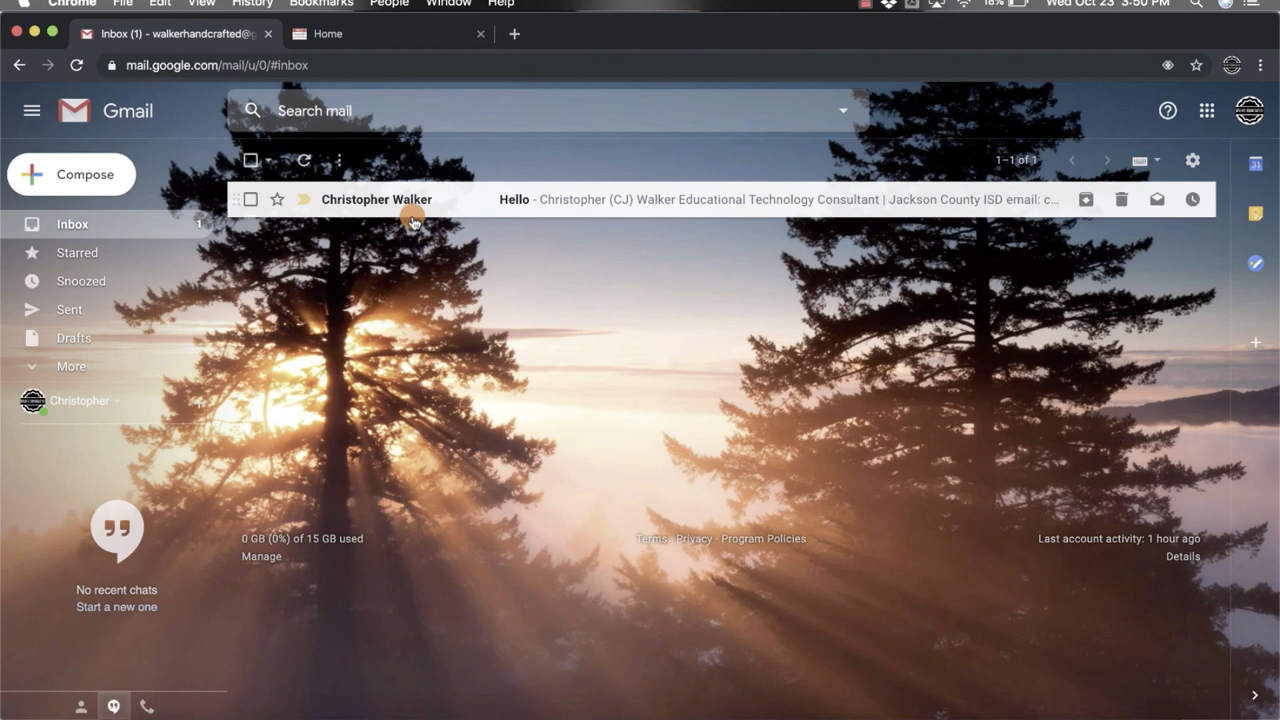 Chrome File Edit View History Bookmarks People Window Help 18% Wed Oct 23 3:50 PM
Inbox (1) - walkerhandcrafted@g Home
mail.google.com/mail/u/0/#inbox
Gmail Search mail
1–1 of 1
Compose
Christopher Walker Hello - Christopher (CJ) Walker Educational Technology Consultant | Jackson County ISD email: c...
Inbox 1
Starred
Snoozed
Sent
Drafts
More
Christopher
31
0 GB (0%) of 15 GB used
Manage
Terms · Privacy · Program Policies
Last account activity: 1 hour ago
Details
No recent chats
Start a new one